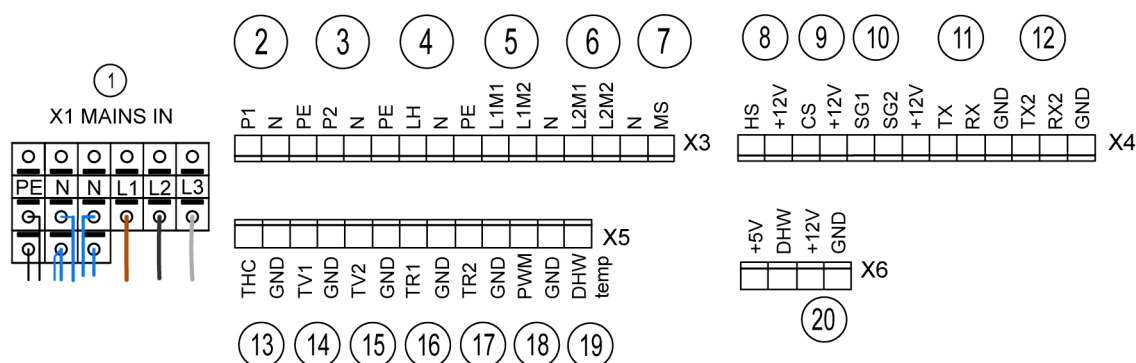 1
X1 MAINS IN
PE N N L1 L2 L3
2 3 4 5 6 7
P1 N PE P2 N PE LH N PE L1M1 L1M2 N L2M1 L2M2 N MS
X3
8 9 10 11 12
HS +12V CS +12V SG1 SG2 +12V TX RX GND TX2 RX2 GND
X4
X5
THC GND TV1 GND TV2 GND TR1 GND TR2 GND PWM GND DHW temp
13 14 15 16 17 18 19
+5V DHW +12V GND
X6
20